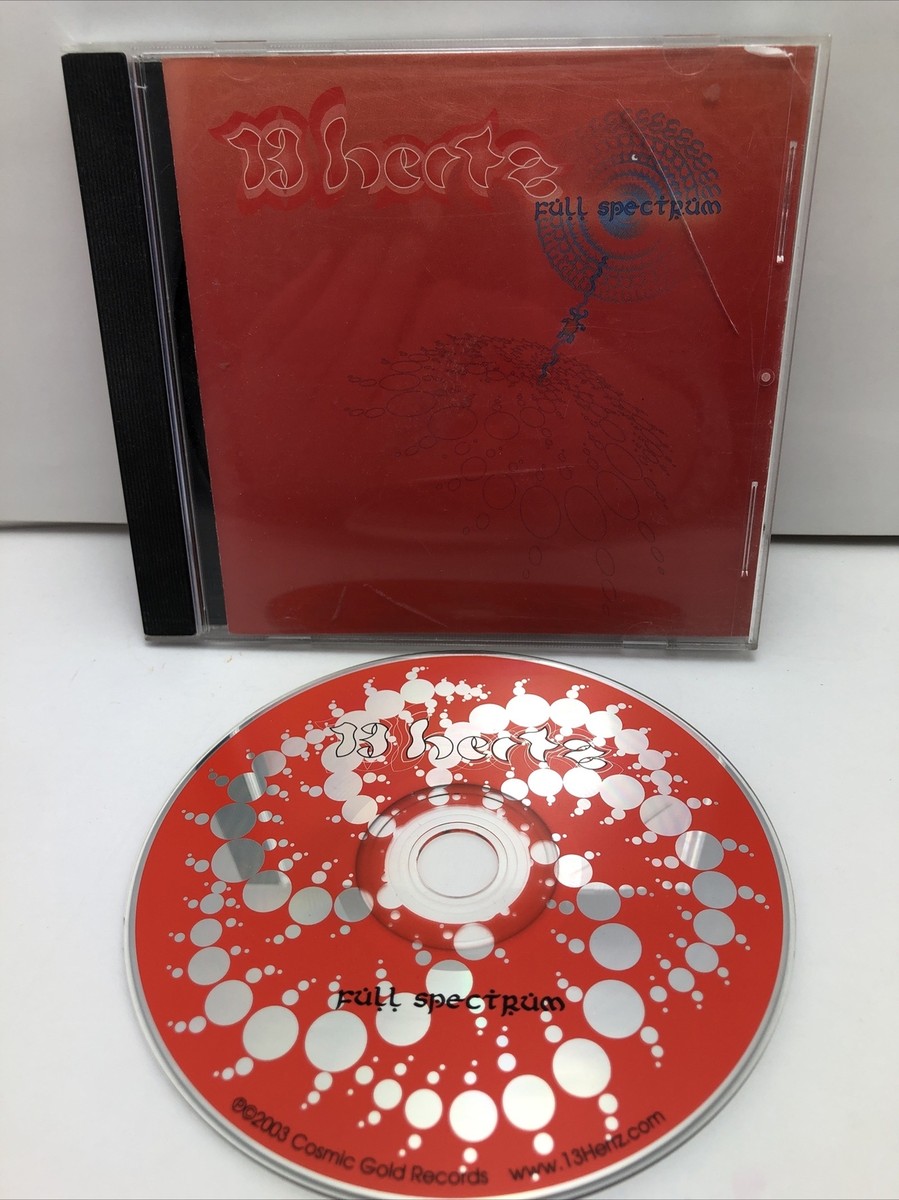 13 hertz
full spectrum
13 hertz
full spectrum
℗©2003 Cosmic Gold Records www.13Hertz.com